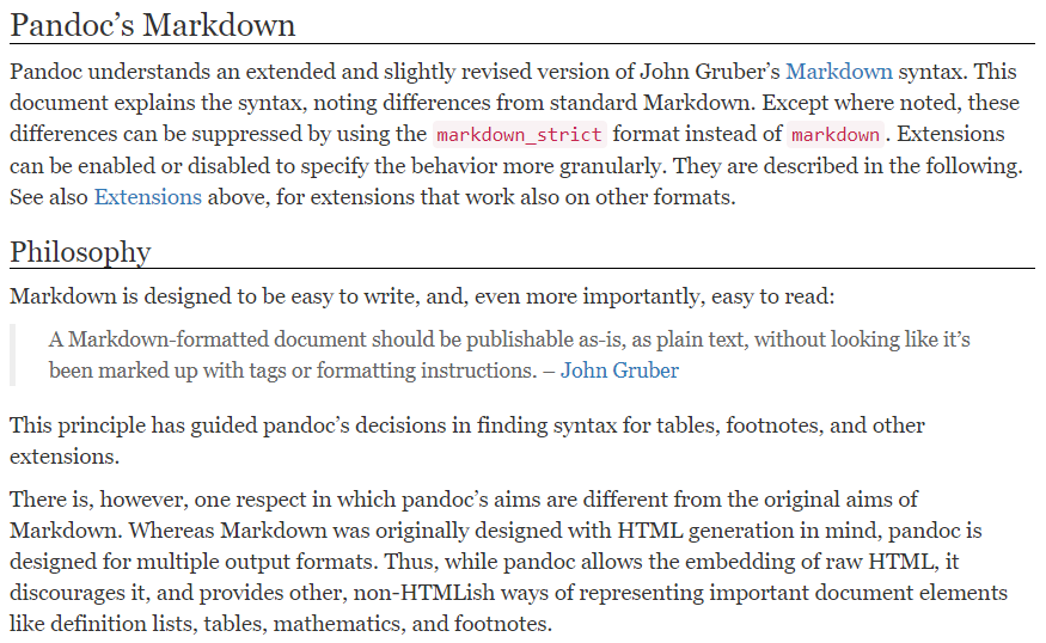 Pandoc’s Markdown
Pandoc understands an extended and slightly revised version of John Gruber’s Markdown syntax. This
document explains the syntax, noting differences from standard Markdown. Except where noted, these
differences can be suppressed by using the markdown_strict format instead of markdown. Extensions
can be enabled or disabled to specify the behavior more granularly. They are described in the following.
See also Extensions above, for extensions that work also on other formats.
Philosophy
Markdown is designed to be easy to write, and, even more importantly, easy to read:
A Markdown-formatted document should be publishable as-is, as plain text, without looking like it’s
been marked up with tags or formatting instructions. – John Gruber
This principle has guided pandoc’s decisions in finding syntax for tables, footnotes, and other
extensions.
There is, however, one respect in which pandoc’s aims are different from the original aims of
Markdown. Whereas Markdown was originally designed with HTML generation in mind, pandoc is
designed for multiple output formats. Thus, while pandoc allows the embedding of raw HTML, it
discourages it, and provides other, non-HTMLish ways of representing important document elements
like definition lists, tables, mathematics, and footnotes.